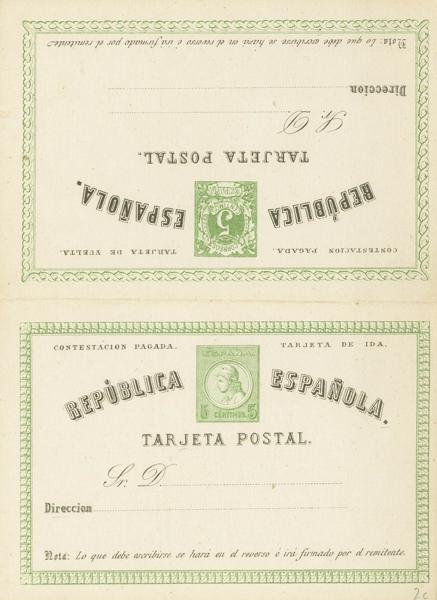 CONTESTACION PAGADA. TARJETA DE VUELTA.
REPÚBLICA ESPAÑOLA.
5
TARJETA POSTAL.
Sr. D.
Direccion
Nota: Lo que debe escribirse se hará en el reverso é irá firmado por el remitente.
CONTESTACION PAGADA. TARJETA DE IDA.
ESPAÑA
REPÚBLICA ESPAÑOLA.
5 CÉNTIMOS. 5
TARJETA POSTAL.
Sr. D.
Direccion
Nota: Lo que debe escribirse se hará en el reverso é irá firmado por el remitente.
2c